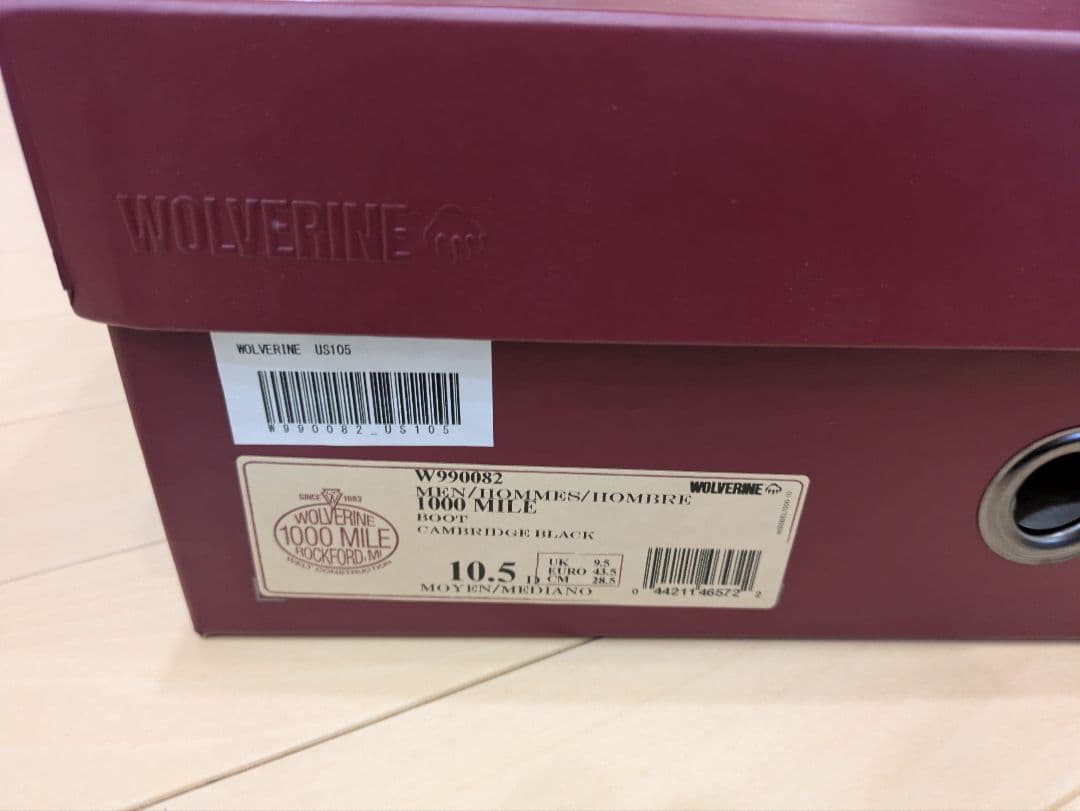 WOLVERINE
WOLVERINE US105
W990082_US105
W990082
MEN/HOMMES/HOMBRE
1000 MILE
BOOT
CAMBRIDGE BLACK
WOLVERINE
SINCE 1883
WOLVERINE
1000 MILE
ROCKFORD, MI
WELT CONSTRUCTION
10.5 D
UK 9.5
EURO 43.5
CM 28.5
MOYEN/MEDIANO
0 44211 46572 2